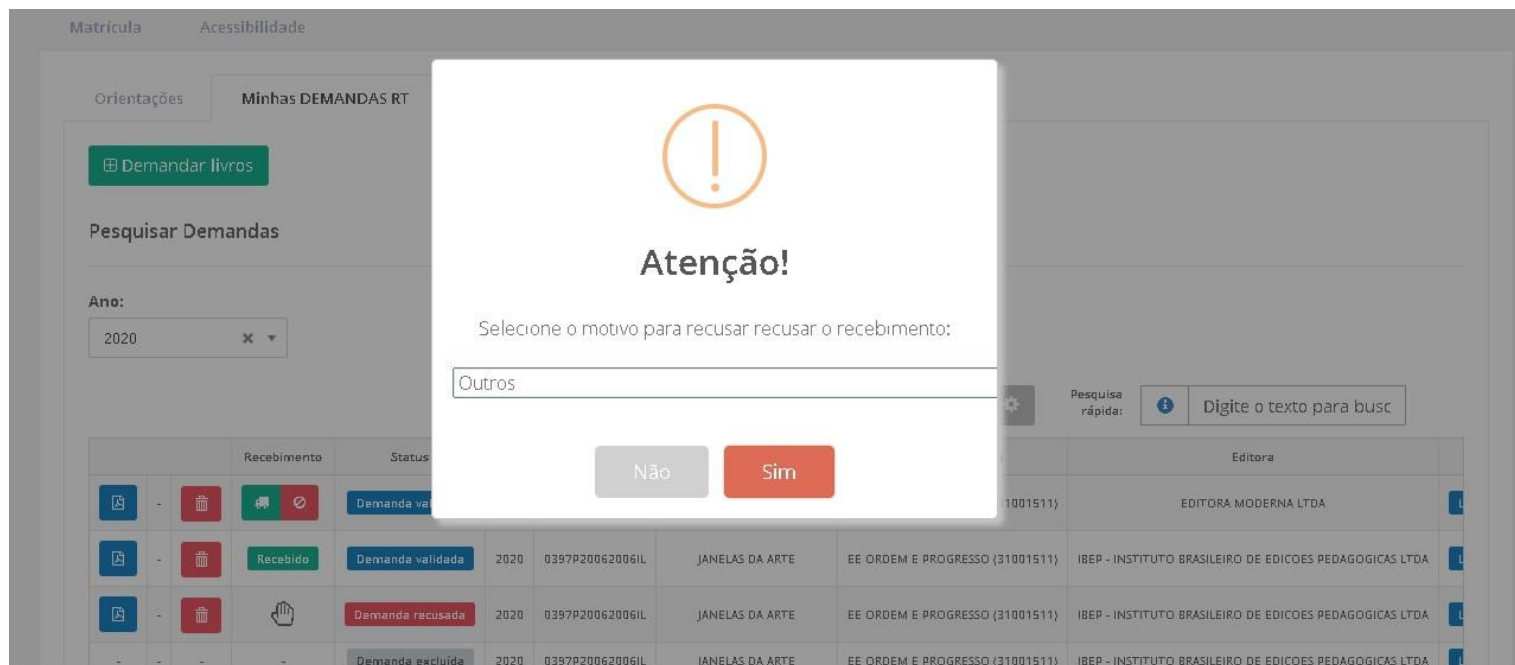 Matrícula Acessibilidade
Orientações Minhas DEMANDAS RT
Demandar livros
Pesquisar Demandas
Ano:
2020
Atenção!
Selecione o motivo para recusar recusar o recebimento:
Outros
Não Sim
Pesquisa rápida: Digite o texto para busc
Recebimento Status Editora
- Demanda val 1001511) EDITORA MODERNA LTDA
- Recebido Demanda validada 2020 0397P20062006IL JANELAS DA ARTE EE ORDEM E PROGRESSO (31001511) IBEP - INSTITUTO BRASILEIRO DE EDICOES PEDAGOGICAS LTDA
- Demanda recusada 2020 0397P20062006IL JANELAS DA ARTE EE ORDEM E PROGRESSO (31001511) IBEP - INSTITUTO BRASILEIRO DE EDICOES PEDAGOGICAS LTDA
- - - - Demanda excluída 2020 0397P20062006IL JANELAS DA ARTE EE ORDEM E PROGRESSO (31001511) IBEP - INSTITUTO BRASILEIRO DE EDICOES PEDAGOGICAS LTDA